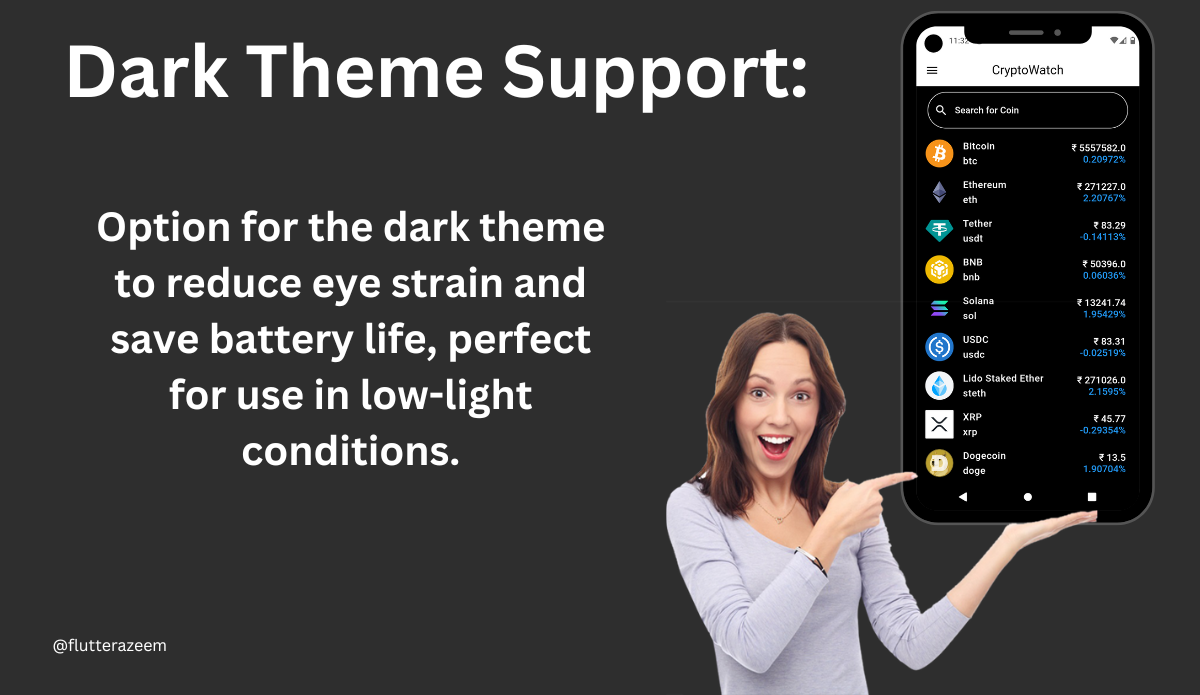 Dark Theme Support:
Option for the dark theme
to reduce eye strain and
save battery life, perfect
for use in low-light
conditions.
@flutterazeem
11:32
CryptoWatch
Search for Coin
Bitcoin ₹ 5557582.0
btc 0.20972%
Ethereum ₹ 271227.0
eth 2.20767%
Tether ₹ 83.29
usdt -0.14113%
BNB ₹ 50396.0
bnb 0.06036%
Solana ₹ 13241.74
sol 1.95429%
USDC ₹ 83.31
usdc -0.02519%
Lido Staked Ether ₹ 271026.0
steth 2.1595%
XRP ₹ 45.77
xrp -0.29354%
Dogecoin ₹ 13.5
doge 1.90704%